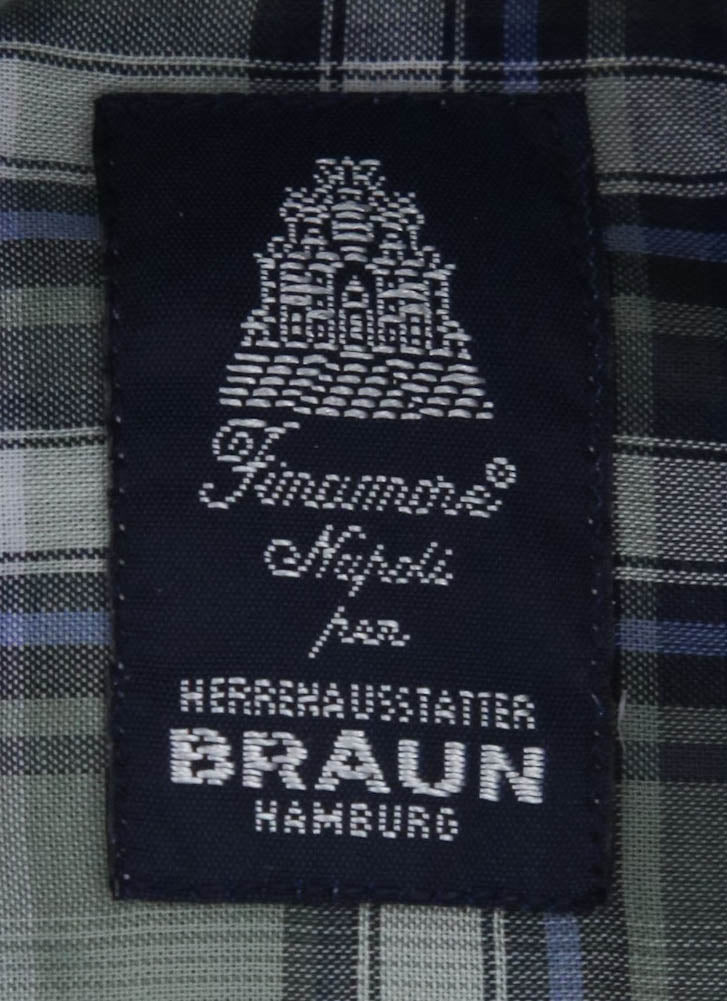 Finamore
Napoli
per
HERRENAUSSTATTER
BRAUN
HAMBURG